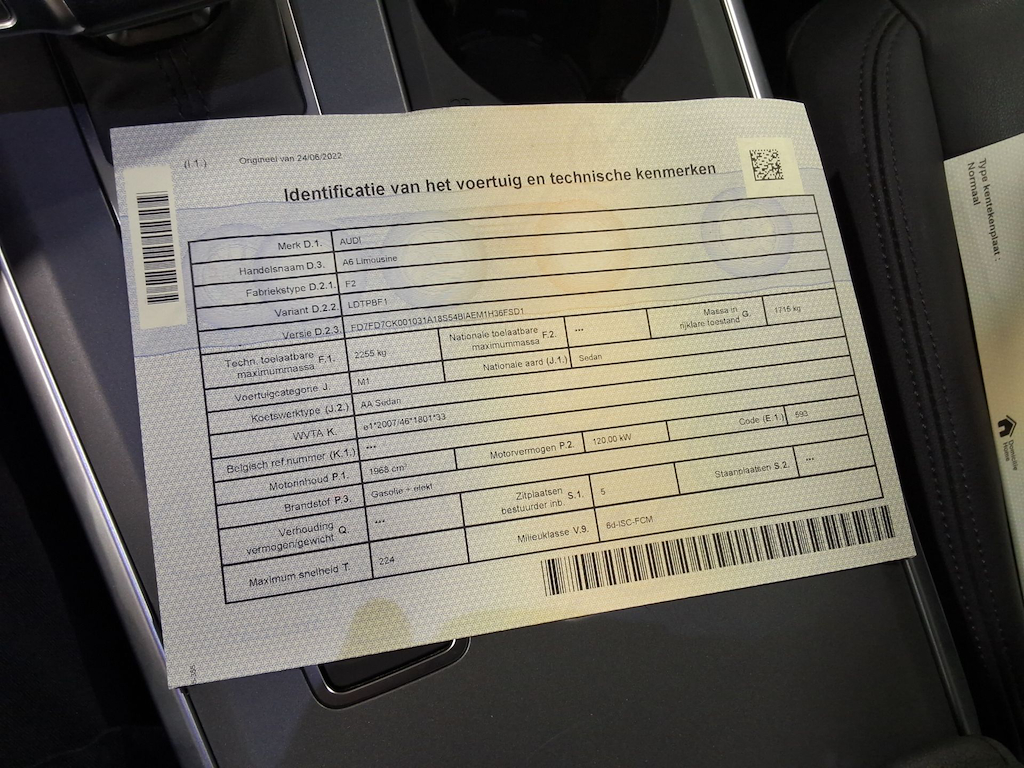 (I 1.) Origineel van 24/06/2022
Identificatie van het voertuig en technische kenmerken
Merk D.1. AUDI
Handelsnaam D.3. A6 Limousine
Fabriekstype D.2.1. F2
Variant D.2.2. LDTPBF1
Versie D.2.3. FD7FD7CK001031A18S54BIAEM1H36FSD1
Techn. toelaatbare maximummassa F.1. 2255 kg Nationale toelaatbare maximummassa F.2. --- Massa in rijklare toestand G. 1715 kg
Voertuigcategorie J. M1 Nationale aard (J.1.) Sedan
Koetswerktype (J.2.) AA Sedan
WVTA K. e1*2007/46*1801*33
Belgisch ref nummer (K.1.) ---
Motorinhoud P.1. 1968 cm³ Motorvermogen P.2. 120,00 kW Code (E.1.) 593
Brandstof P.3. Gasolie + elekt
Verhouding vermogen/gewicht Q. --- Zitplaatsen bestuurder inb. S.1. 5 Staanplaatsen S.2. ---
Maximum snelheid T. 224 Milieuklasse V.9. 6d-ISC-FCM
Type kentekenplaat :
Normaal